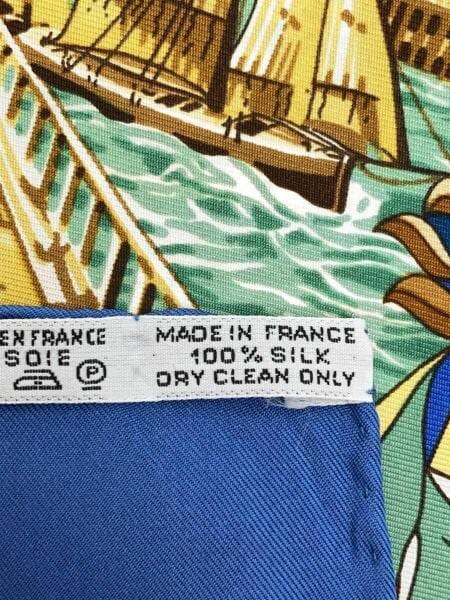 EN FRANCE
SOIE
P
MADE IN FRANCE
100% SILK
DRY CLEAN ONLY